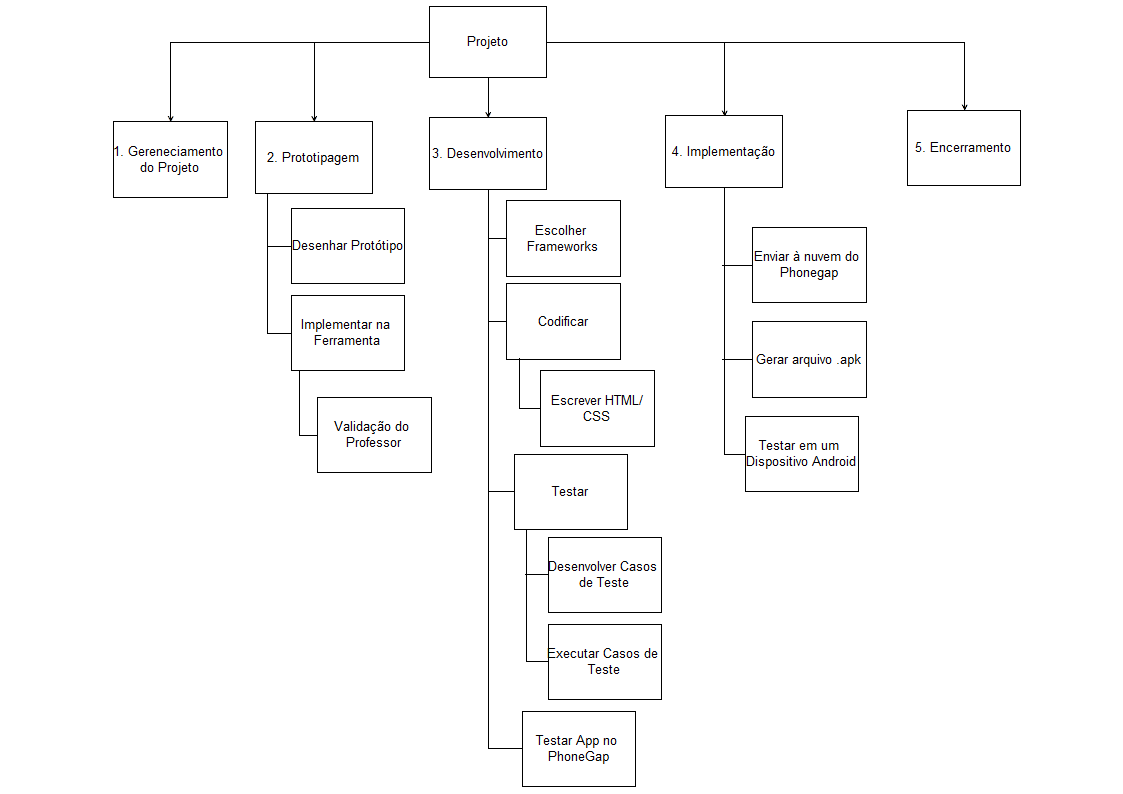 Projeto
1. Gereneciamento
do Projeto
2. Prototipagem
3. Desenvolvimento
4. Implementação
5. Encerramento
Desenhar Protótipo
Implementar na
Ferramenta
Validação do
Professor
Escolher
Frameworks
Codificar
Escrever HTML/
CSS
Testar
Desenvolver Casos
de Teste
Executar Casos de
Teste
Testar App no
PhoneGap
Enviar à nuvem do
Phonegap
Gerar arquivo .apk
Testar em um
Dispositivo Android